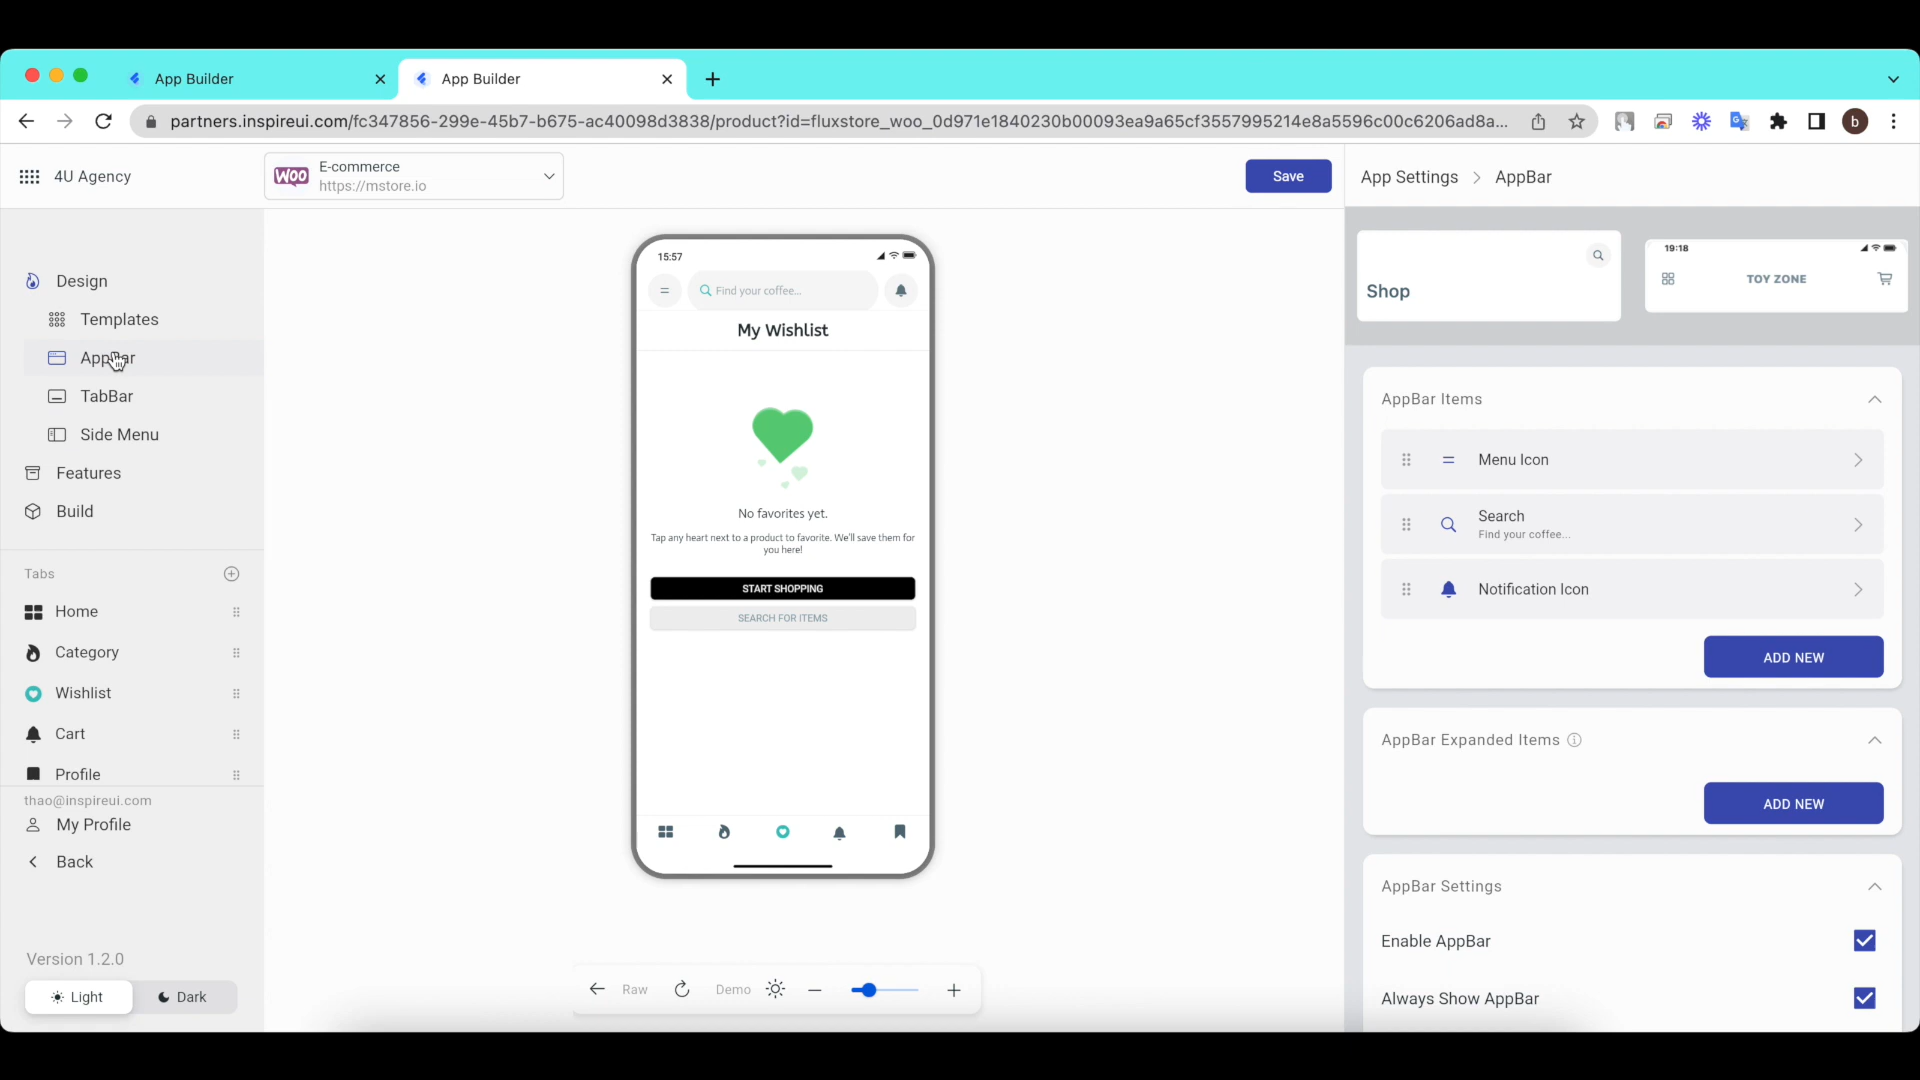 App Builder
App Builder
partners.inspireui.com/fc347856-299e-45b7-b675-ac40098d3838/product?id=fluxstore_woo_0d971e1840230b00093ea9a65cf3557995214e8a5596c00c6206ad8a...
b
4U Agency
WOO
E-commerce
https://mstore.io
Save
App Settings > AppBar
Design
Templates
AppBar
TabBar
Side Menu
Features
Build
Tabs
Home
Category
Wishlist
Cart
Profile
thao@inspireui.com
My Profile
Back
Version 1.2.0
Light
Dark
15:57
Find your coffee...
My Wishlist
No favorites yet.
Tap any heart next to a product to favorite. We'll save them for
you here!
START SHOPPING
SEARCH FOR ITEMS
Raw
Demo
Shop
19:18
TOY ZONE
AppBar Items
Menu Icon
Search
Find your coffee...
Notification Icon
ADD NEW
AppBar Expanded Items
ADD NEW
AppBar Settings
Enable AppBar
Always Show AppBar